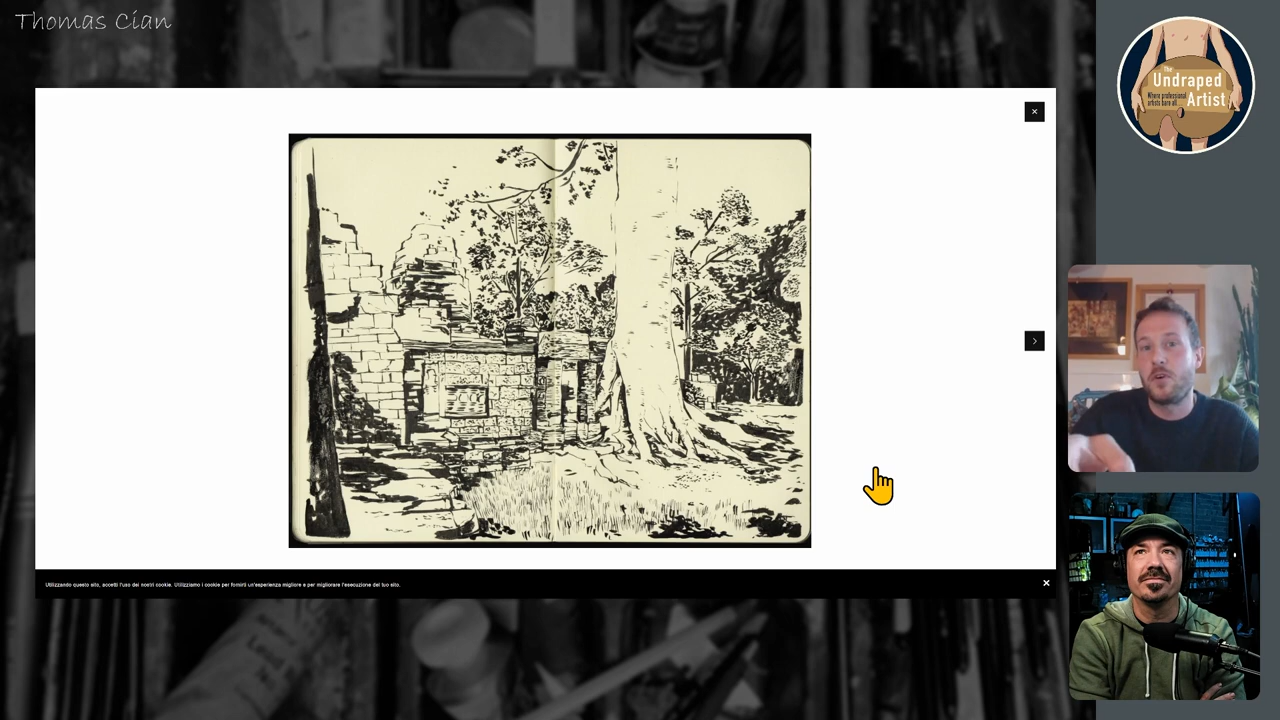 Thomas Cian
The
Undraped
Where professional
artists bare all...
Artist
Utilizzando questo sito, accetti l'uso dei nostri cookie. Utilizziamo i cookie per fornirti un'esperienza migliore e per migliorare l'esecuzione del tuo sito.